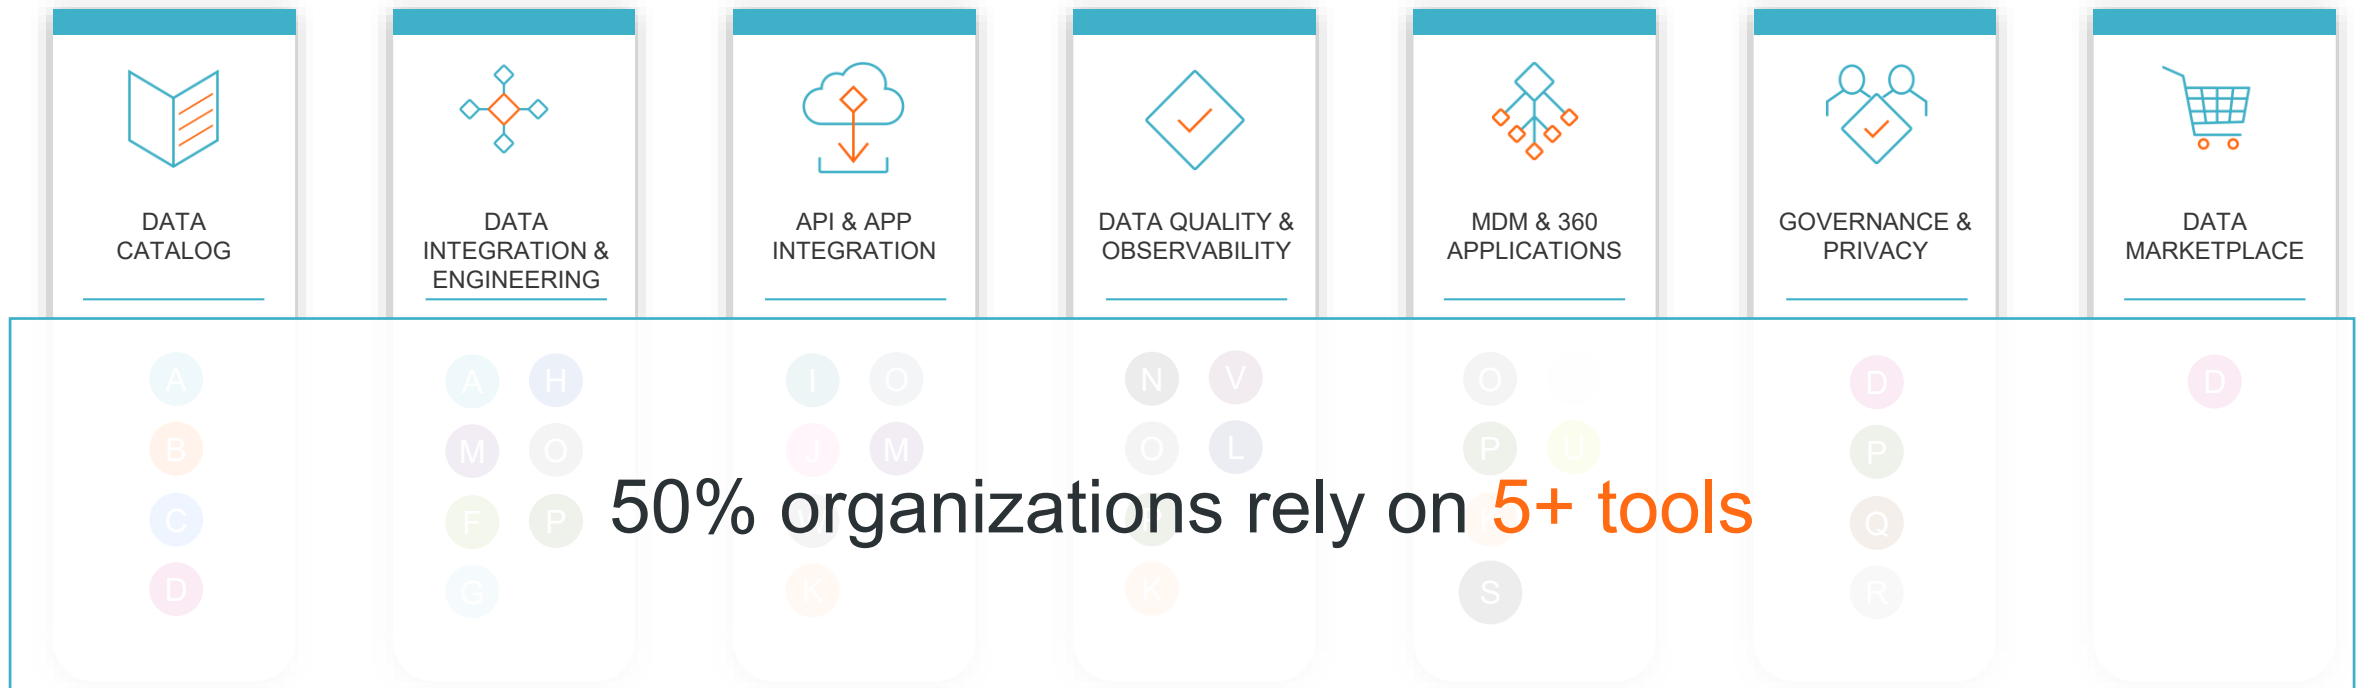 DATA
CATALOG
DATA
INTEGRATION &
ENGINEERING
API & APP
INTEGRATION
DATA QUALITY &
OBSERVABILITY
MDM & 360
APPLICATIONS
GOVERNANCE &
PRIVACY
DATA
MARKETPLACE
A
B
C
D
A H
M O
F P
G
I O
J M
K
N V
O L
K
O
P U
S
D
P
Q
R
D
50% organizations rely on 5+ tools